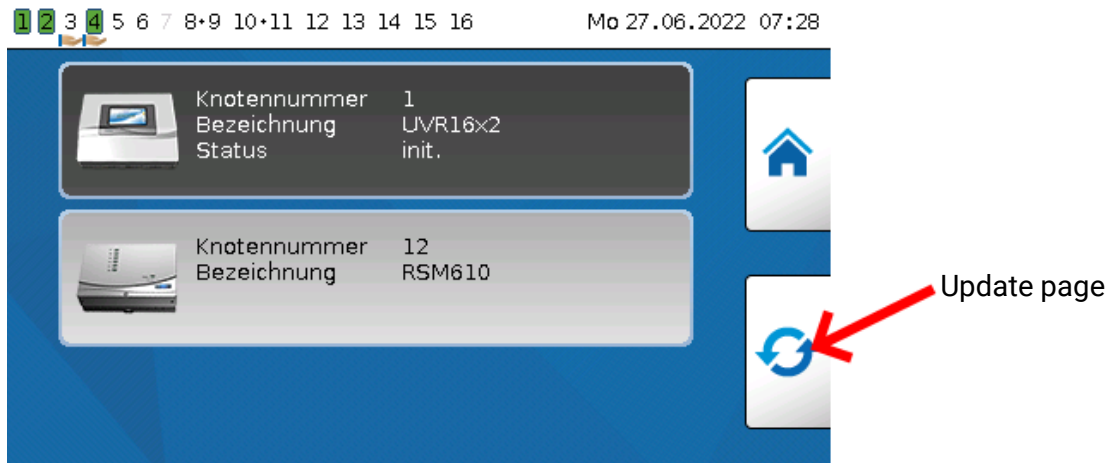 1 2 3 4 5 6 7 8•9 10•11 12 13 14 15 16 Mo 27.06.2022 07:28
Knotennummer 1
Bezeichnung UVR16x2
Status init.
Knotennummer 12
Bezeichnung RSM610
Update page